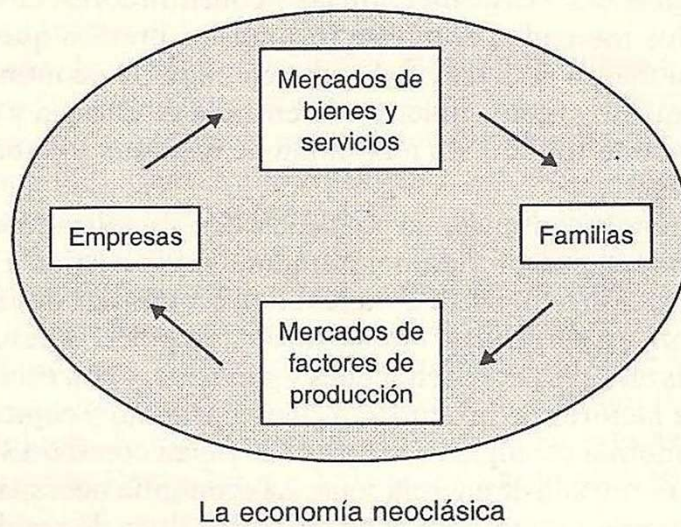 Mercados de
bienes y
servicios
Empresas
Familias
Mercados de
factores de
producción
La economía neoclásica